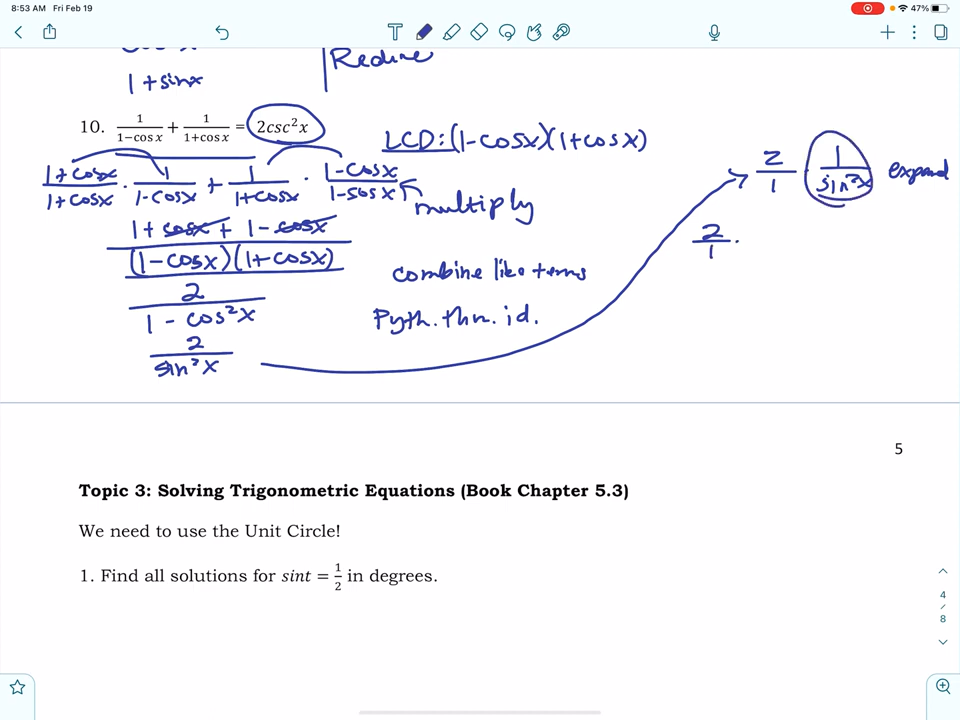 8:53 AM Fri Feb 19
47%
1 + sinx
Reduce
10. 1/(1−cos x) + 1/(1+cos x) = 2csc²x
LCD: (1-cosx)(1+cosx)
(1+cosx)/(1+cosx) · 1/(1-cosx) + 1/(1+cosx) · (1-cosx)/(1-cosx)
multiply
(1 + cosx + 1 - cosx)/((1-cosx)(1+cosx))
combine like terms
2/(1 - cos²x)
Pyth. thm. id.
2/sin²x
2/1 · 1/sin²x expand
2/1 ·
5
Topic 3: Solving Trigonometric Equations (Book Chapter 5.3)
We need to use the Unit Circle!
1. Find all solutions for sint = 1/2 in degrees.
4
/
8